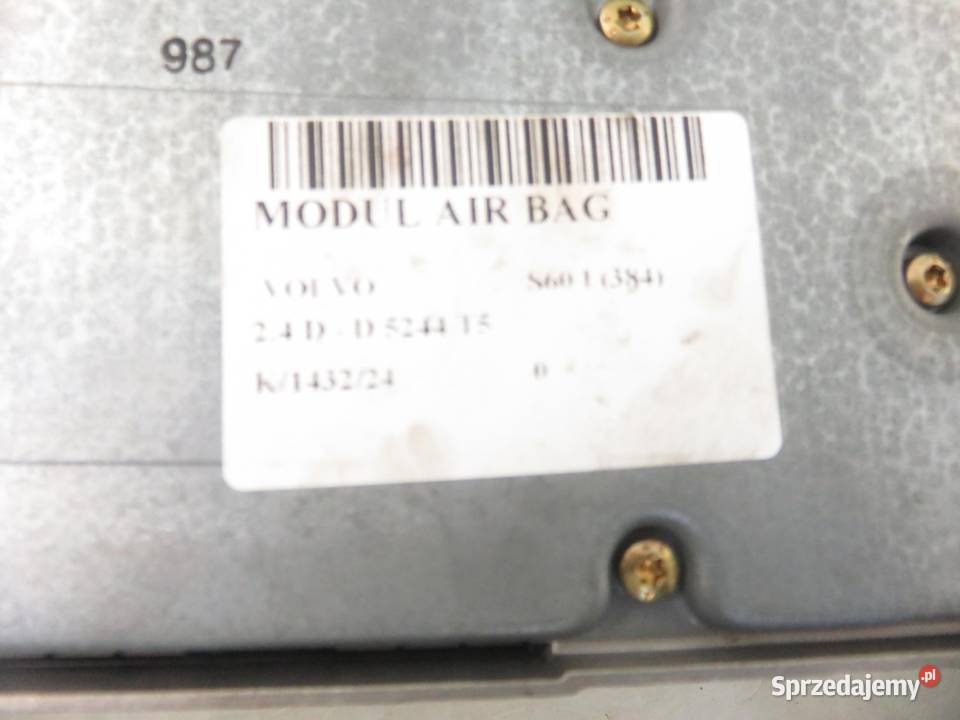 987
MODUL AIR BAG
VOLVO S60 I (384)
2.4 D - D 5244 T5
K/1432/24 0
Sprzedajemy.pl